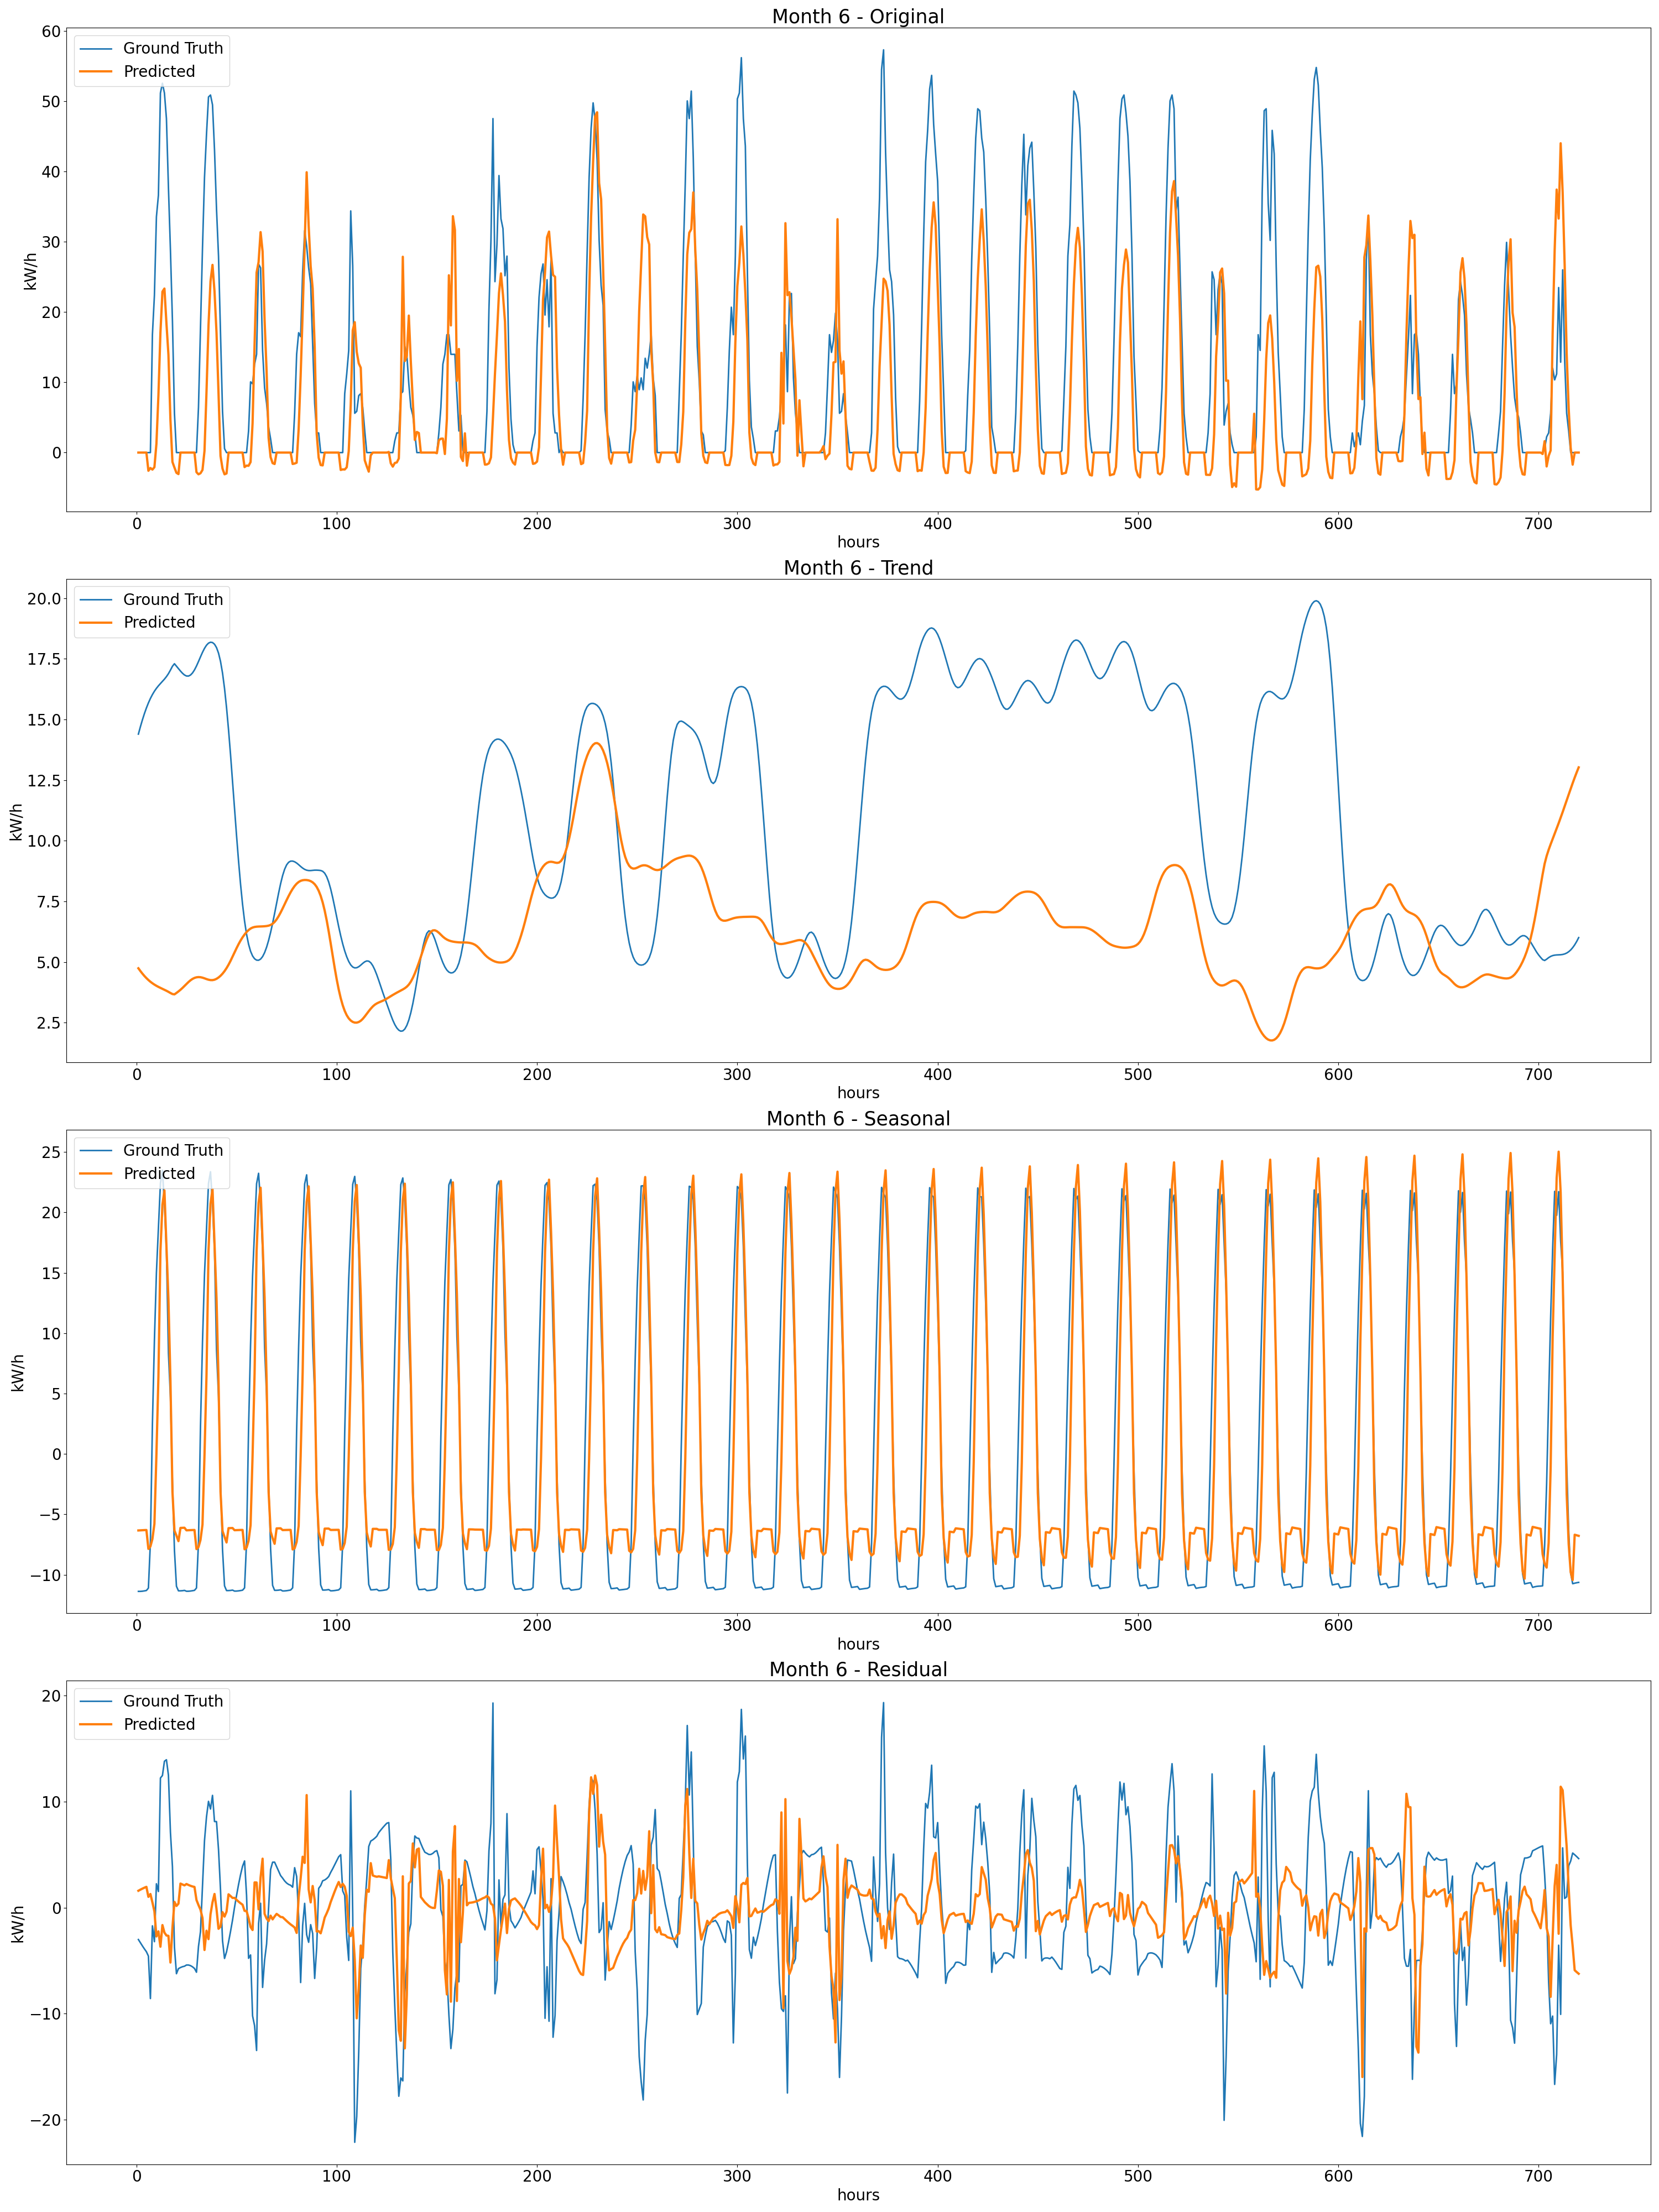 Month 6 - Original
Ground Truth
Predicted
60
50
40
30
20
10
0
kW/h
0 100 200 300 400 500 600 700
hours
Month 6 - Trend
Ground Truth
Predicted
20.0
17.5
15.0
12.5
10.0
7.5
5.0
2.5
kW/h
0 100 200 300 400 500 600 700
hours
Month 6 - Seasonal
Ground Truth
Predicted
25
20
15
10
5
0
−5
−10
kW/h
0 100 200 300 400 500 600 700
hours
Month 6 - Residual
Ground Truth
Predicted
20
10
0
−10
−20
kW/h
0 100 200 300 400 500 600 700
hours